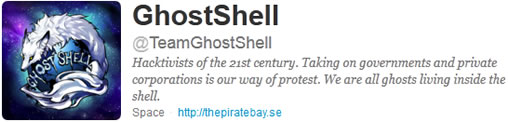 GHOST SHELL
GhostShell
@TeamGhostShell
Hacktivists of the 21st century. Taking on governments and private
corporations is our way of protest. We are all ghosts living inside the
shell.
Space · http://thepiratebay.se